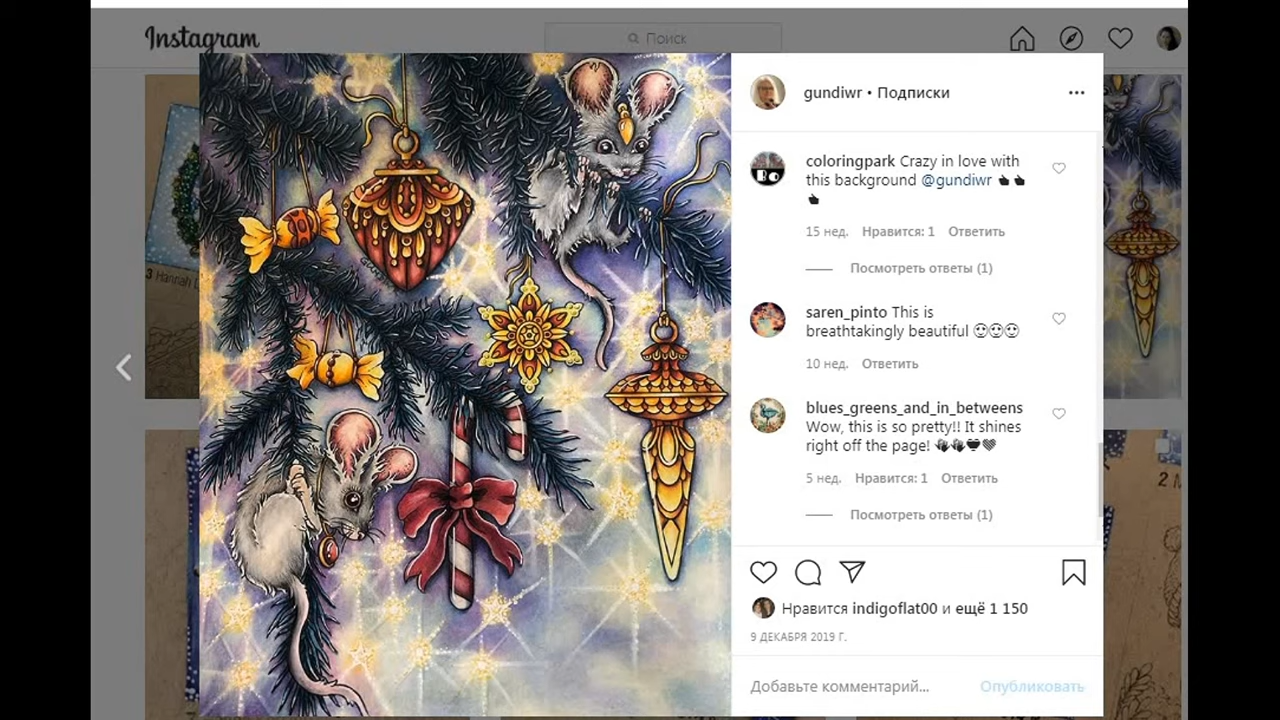 Instagram
Поиск
gundiwr • Подписки
coloringpark Crazy in love with
this background @gundiwr
15 нед. Нравится: 1 Ответить
Посмотреть ответы (1)
saren_pinto This is
breathtakingly beautiful
10 нед. Ответить
blues_greens_and_in_betweens
Wow, this is so pretty!! It shines
right off the page!
5 нед. Нравится: 1 Ответить
Посмотреть ответы (1)
Нравится indigoflat00 и ещё 1 150
9 ДЕКАБРЯ 2019 Г.
Добавьте комментарий...
Опубликовать
3 Hannah
2